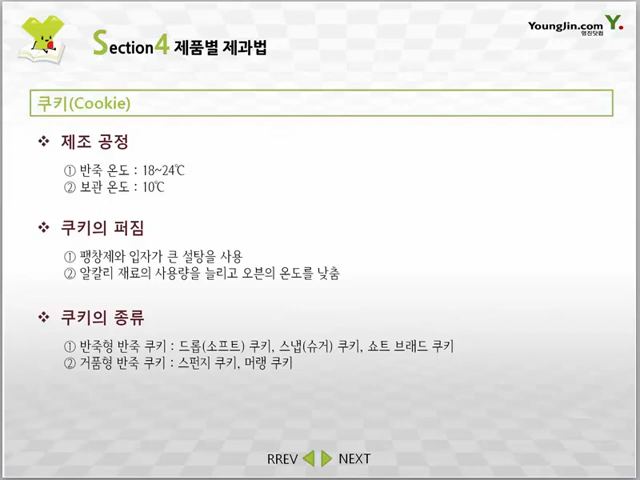 Section4 제품별 제과법
YoungJin.com Y.
영진닷컴
쿠키(Cookie)
❖ 제조 공정
① 반죽 온도 : 18~24℃
② 보관 온도 : 10℃
❖ 쿠키의 퍼짐
① 팽창제와 입자가 큰 설탕을 사용
② 알칼리 재료의 사용량을 늘리고 오븐의 온도를 낮춤
❖ 쿠키의 종류
① 반죽형 반죽 쿠키 : 드롭(소프트) 쿠키, 스냅(슈거) 쿠키, 쇼트 브래드 쿠키
② 거품형 반죽 쿠키 : 스펀지 쿠키, 머랭 쿠키
RREV NEXT